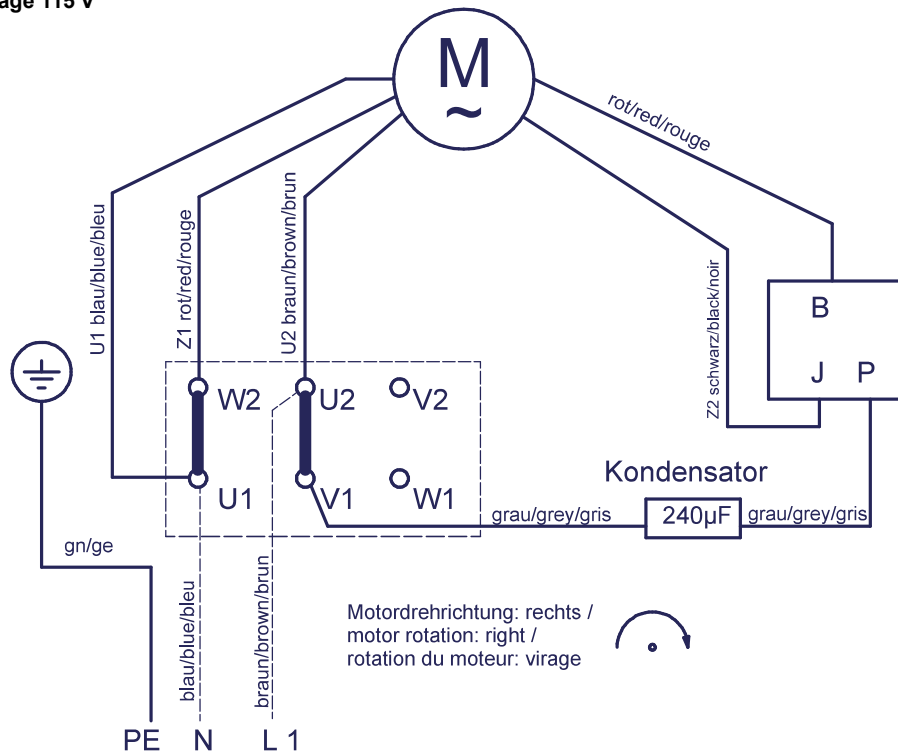 age 115 V
M
~
rot/red/rouge
U1 blau/blue/bleu
Z1 rot/red/rouge
U2 braun/brown/brun
Z2 schwarz/black/noir
B
J P
W2 U2 V2
U1 V1 W1
Kondensator
grau/grey/gris 240µF grau/grey/gris
gn/ge
blau/blue/bleu
braun/brown/brun
Motordrehrichtung: rechts /
motor rotation: right /
rotation du moteur: virage
PE N L 1